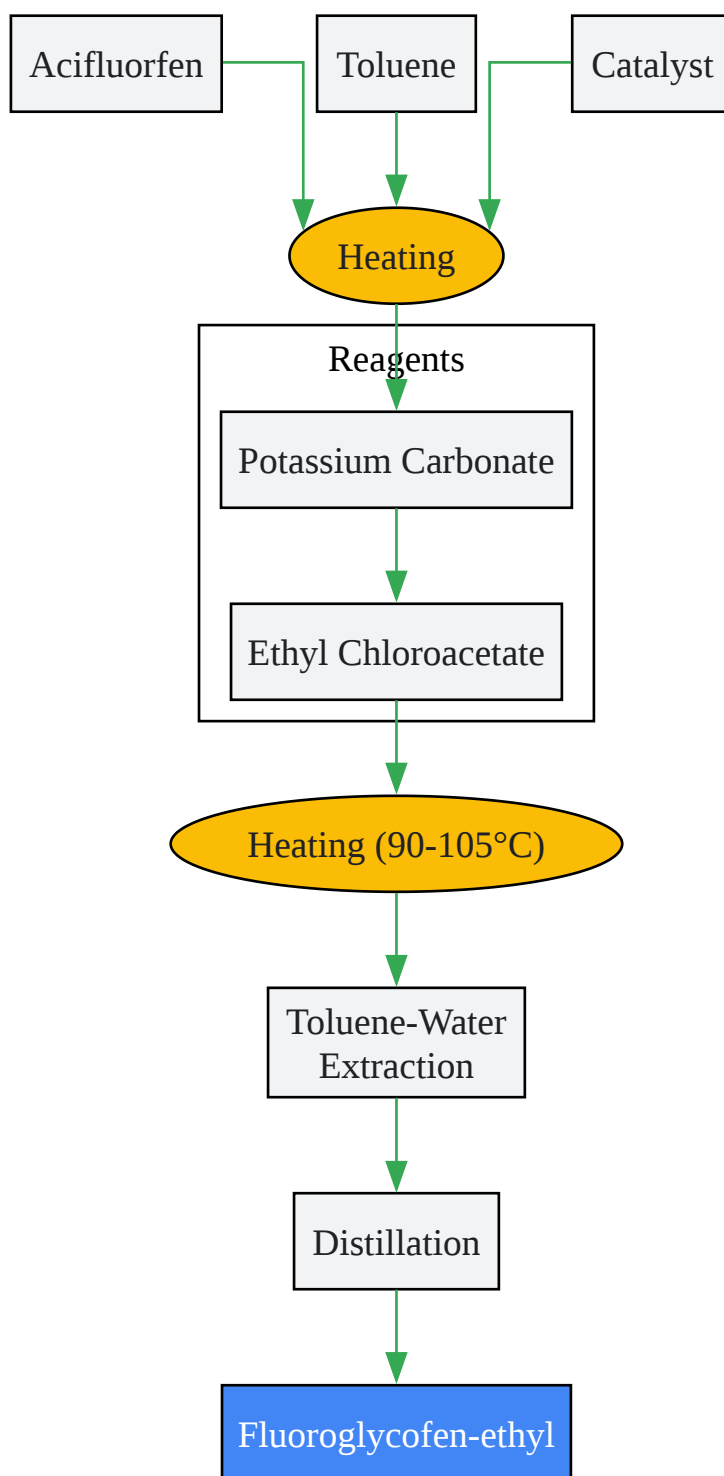 Acifluorfen
Toluene
Catalyst
Heating
Reagents
Potassium Carbonate
Ethyl Chloroacetate
Heating (90-105°C)
Toluene-Water
Extraction
Distillation
Fluoroglycofen-ethyl